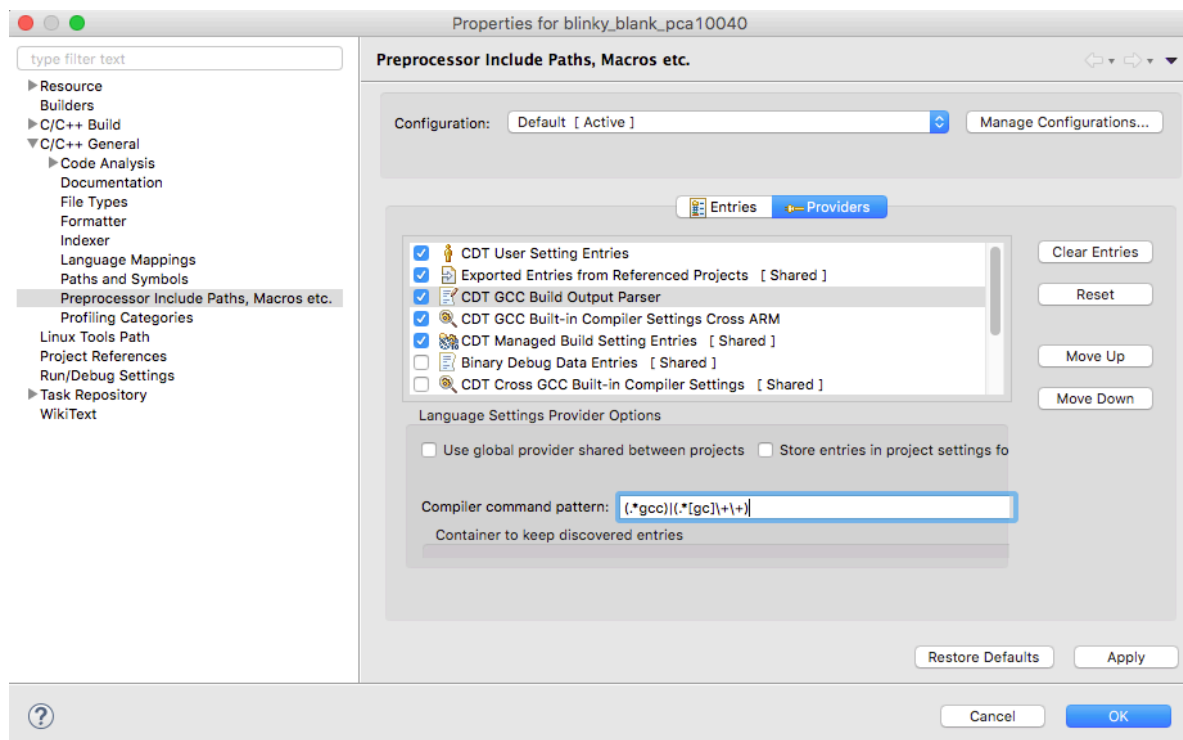 Properties for blinky_blank_pca10040
type filter text
Resource
Builders
C/C++ Build
C/C++ General
Code Analysis
Documentation
File Types
Formatter
Indexer
Language Mappings
Paths and Symbols
Preprocessor Include Paths, Macros etc.
Profiling Categories
Linux Tools Path
Project References
Run/Debug Settings
Task Repository
WikiText
Preprocessor Include Paths, Macros etc.
Configuration: Default [ Active ] Manage Configurations...
Entries Providers
CDT User Setting Entries
Exported Entries from Referenced Projects [ Shared ]
CDT GCC Build Output Parser
CDT GCC Built-in Compiler Settings Cross ARM
CDT Managed Build Setting Entries [ Shared ]
Binary Debug Data Entries [ Shared ]
CDT Cross GCC Built-in Compiler Settings [ Shared ]
Clear Entries
Reset
Move Up
Move Down
Language Settings Provider Options
Use global provider shared between projects Store entries in project settings fo
Compiler command pattern: (.*gcc)|(.*[gc]\+\+)
Container to keep discovered entries
Restore Defaults Apply
? Cancel OK